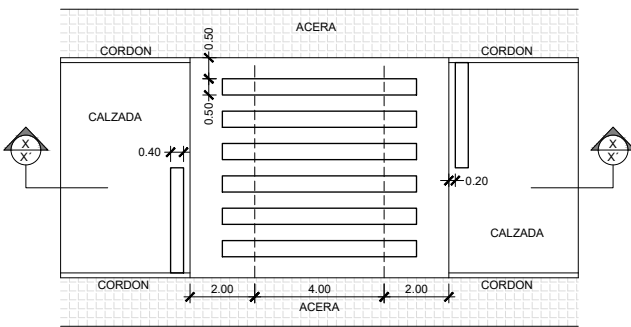 ACERA
CORDON
CORDON
0.50
0.50
CALZADA
X
X´
X
X´
0.40
0.20
CALZADA
CORDON
CORDON
2.00
4.00
2.00
ACERA